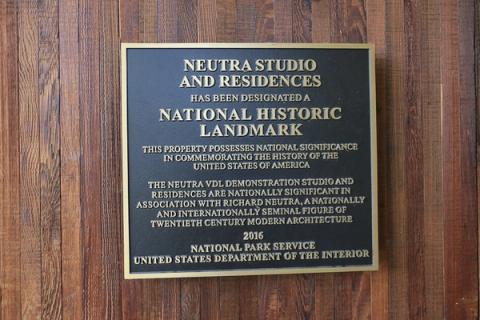 NEUTRA STUDIO
AND RESIDENCES
HAS BEEN DESIGNATED A
NATIONAL HISTORIC
LANDMARK
THIS PROPERTY POSSESSES NATIONAL SIGNIFICANCE
IN COMMEMORATING THE HISTORY OF THE
UNITED STATES OF AMERICA
THE NEUTRA VDL DEMONSTRATION STUDIO AND
RESIDENCES ARE NATIONALLY SIGNIFICANT IN
ASSOCIATION WITH RICHARD NEUTRA, A NATIONALLY
AND INTERNATIONALLY SEMINAL FIGURE OF
TWENTIETH CENTURY MODERN ARCHITECTURE
2016
NATIONAL PARK SERVICE
UNITED STATES DEPARTMENT OF THE INTERIOR